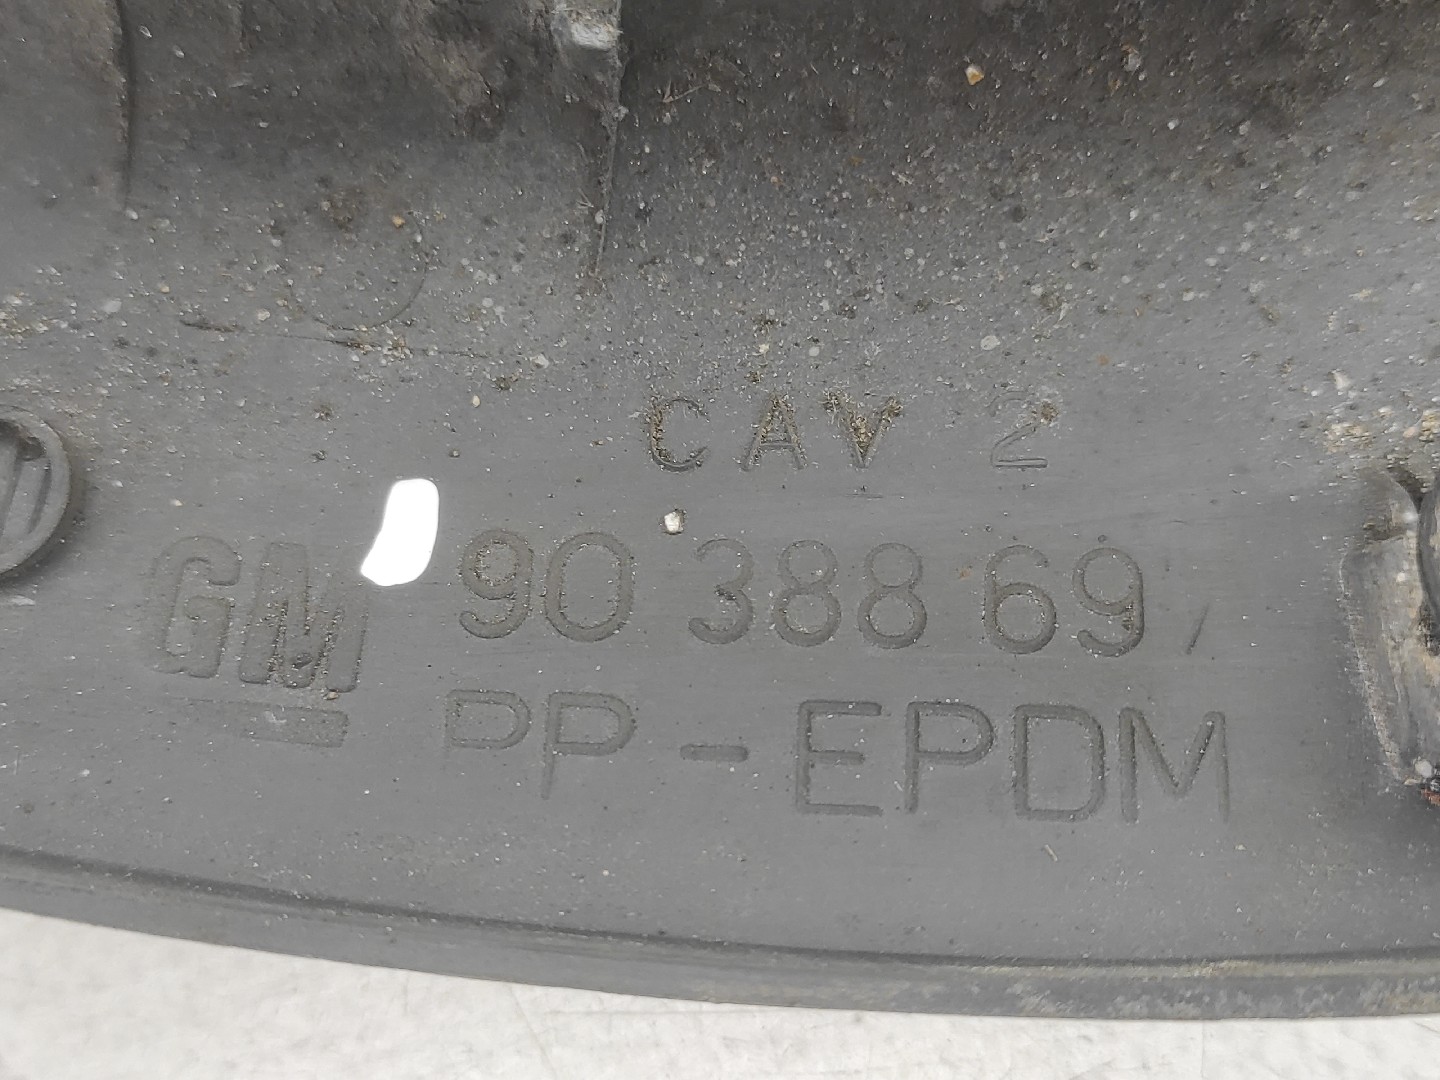 CAV 2
GM 90 388 69,
PP-EPDM